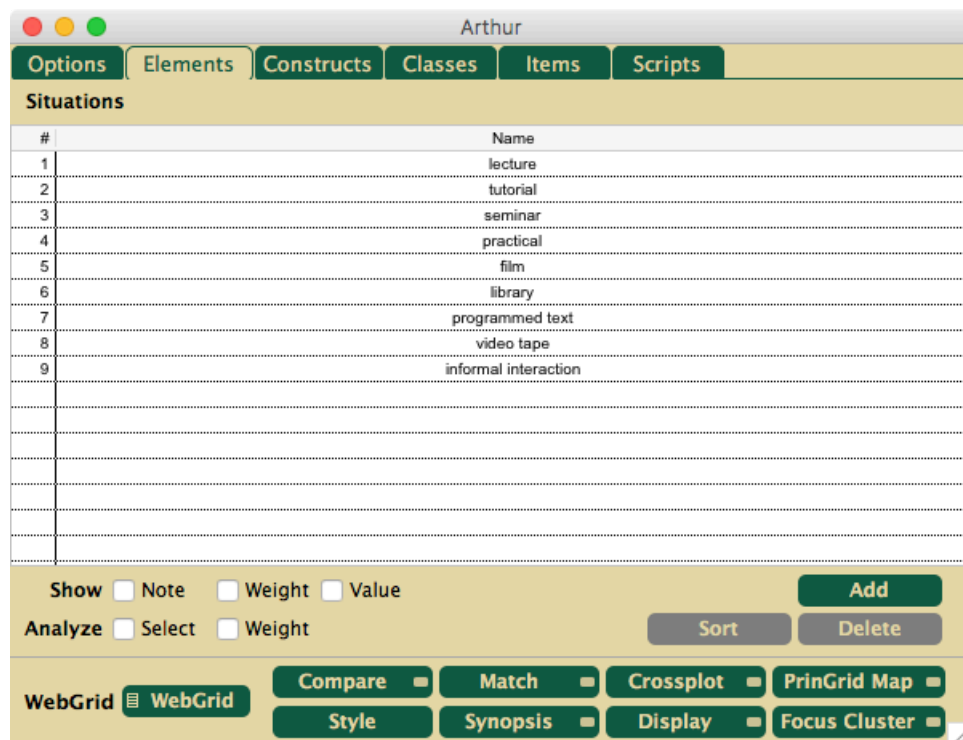 Arthur
Options Elements Constructs Classes Items Scripts
Situations
# Name
1 lecture
2 tutorial
3 seminar
4 practical
5 film
6 library
7 programmed text
8 video tape
9 informal interaction
Show Note Weight Value Add
Analyze Select Weight Sort Delete
WebGrid WebGrid Compare Match Crossplot PrinGrid Map
Style Synopsis Display Focus Cluster